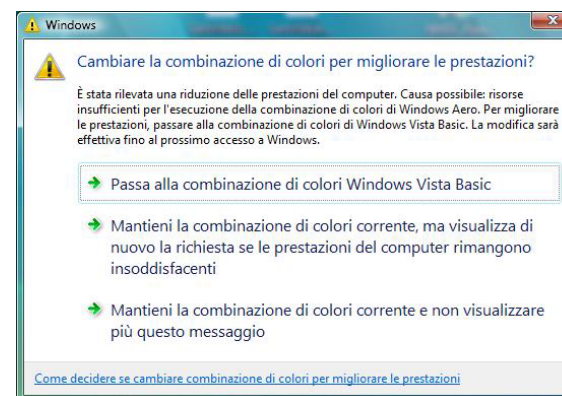 Windows
Cambiare la combinazione di colori per migliorare le prestazioni?
È stata rilevata una riduzione delle prestazioni del computer. Causa possibile: risorse
insufficienti per l'esecuzione della combinazione di colori di Windows Aero. Per migliorare
le prestazioni, passare alla combinazione di colori di Windows Vista Basic. La modifica sarà
effettiva fino al prossimo accesso a Windows.
Passa alla combinazione di colori Windows Vista Basic
Mantieni la combinazione di colori corrente, ma visualizza di
nuovo la richiesta se le prestazioni del computer rimangono
insoddisfacenti
Mantieni la combinazione di colori corrente e non visualizzare
più questo messaggio
Come decidere se cambiare combinazione di colori per migliorare le prestazioni